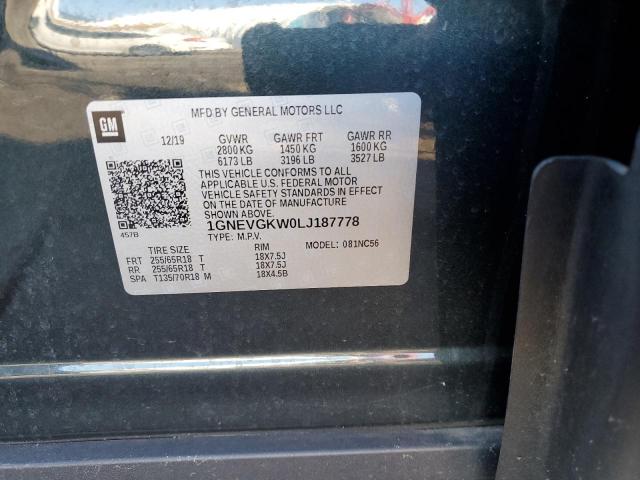 GM
MFD BY GENERAL MOTORS LLC
12/19 GVWR GAWR FRT GAWR RR
2800 KG 1450 KG 1600 KG
6173 LB 3196 LB 3527 LB
THIS VEHICLE CONFORMS TO ALL
APPLICABLE U.S. FEDERAL MOTOR
VEHICLE SAFETY STANDARDS IN EFFECT
ON THE DATE OF MANUFACTURE
SHOWN ABOVE.
1GNEVGKW0LJ187778
457B TYPE: M.P.V.
TIRE SIZE RIM MODEL: 081NC56
FRT 255/65R18 T 18X7.5J
RR 255/65R18 T 18X7.5J
SPA T135/70R18 M 18X4.5B